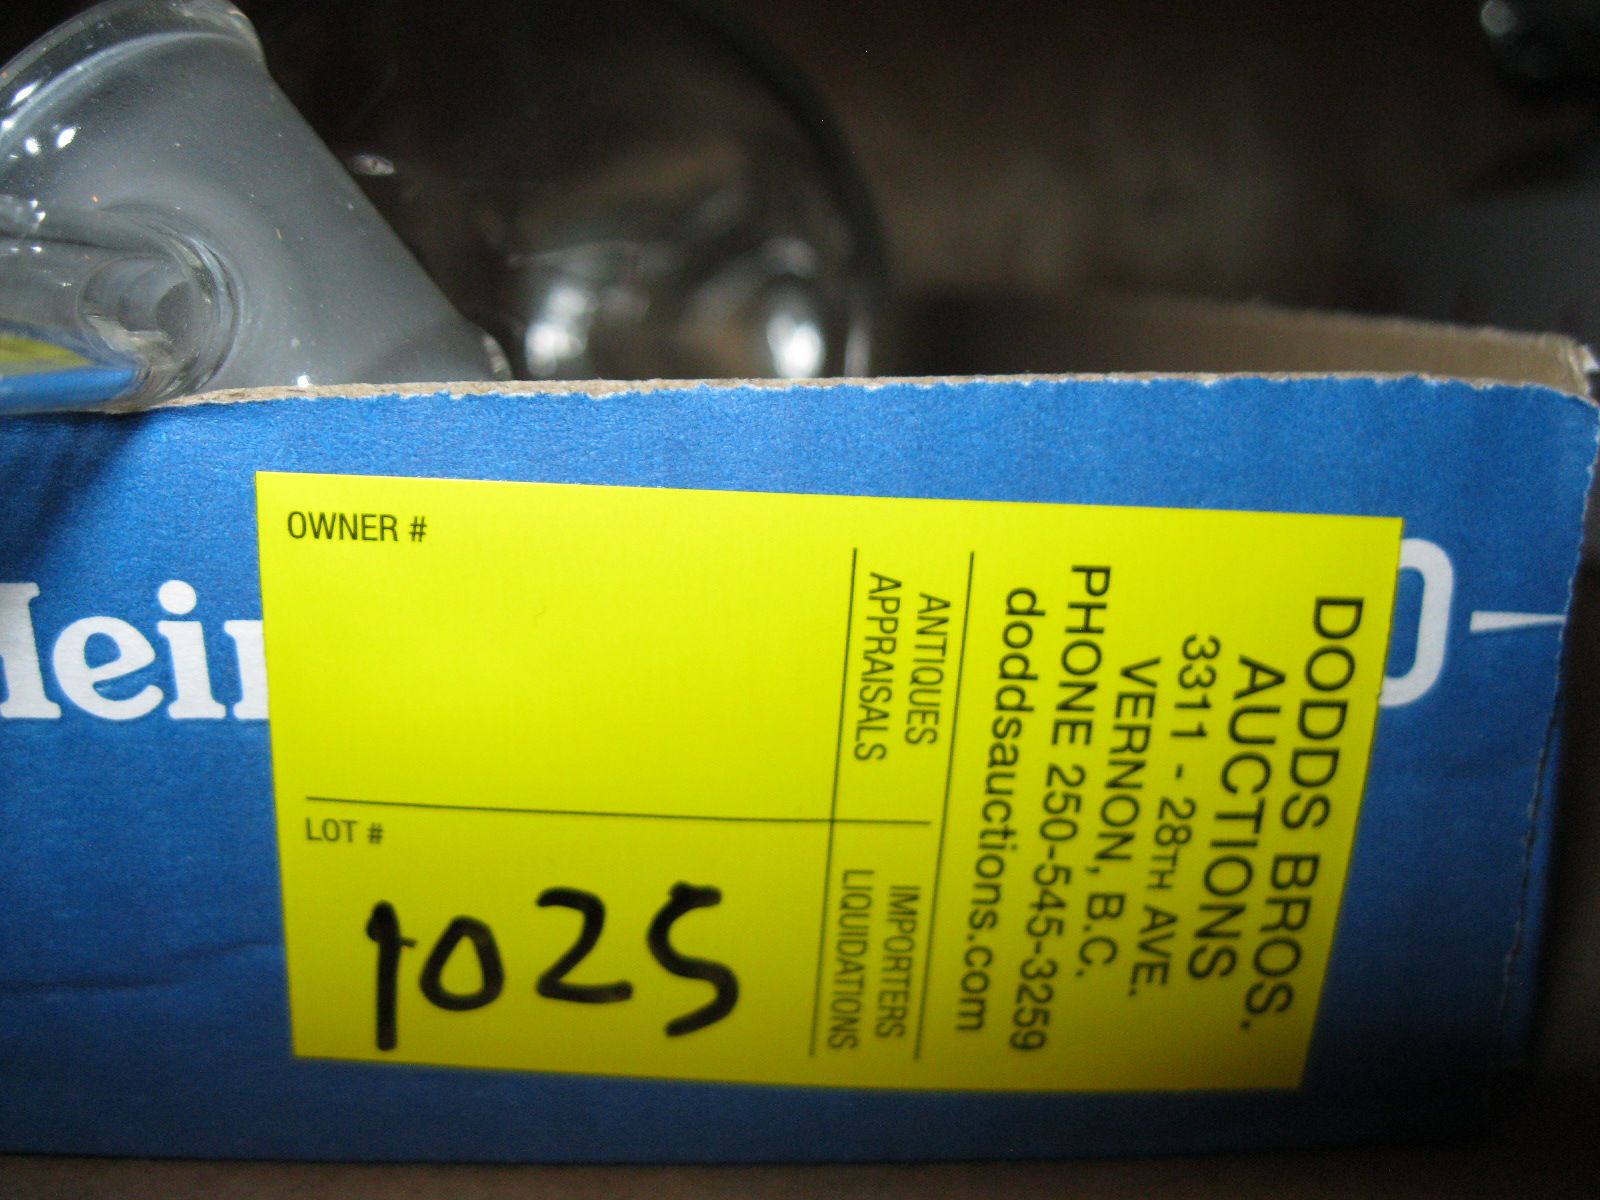 OWNER #
LOT #
1025
ANTIQUES
APPRAISALS
IMPORTERS
LIQUIDATIONS
DODDS BROS.
AUCTIONS
3311 - 28TH AVE.
VERNON, B.C.
PHONE 250-545-3259
doddsauctions.com